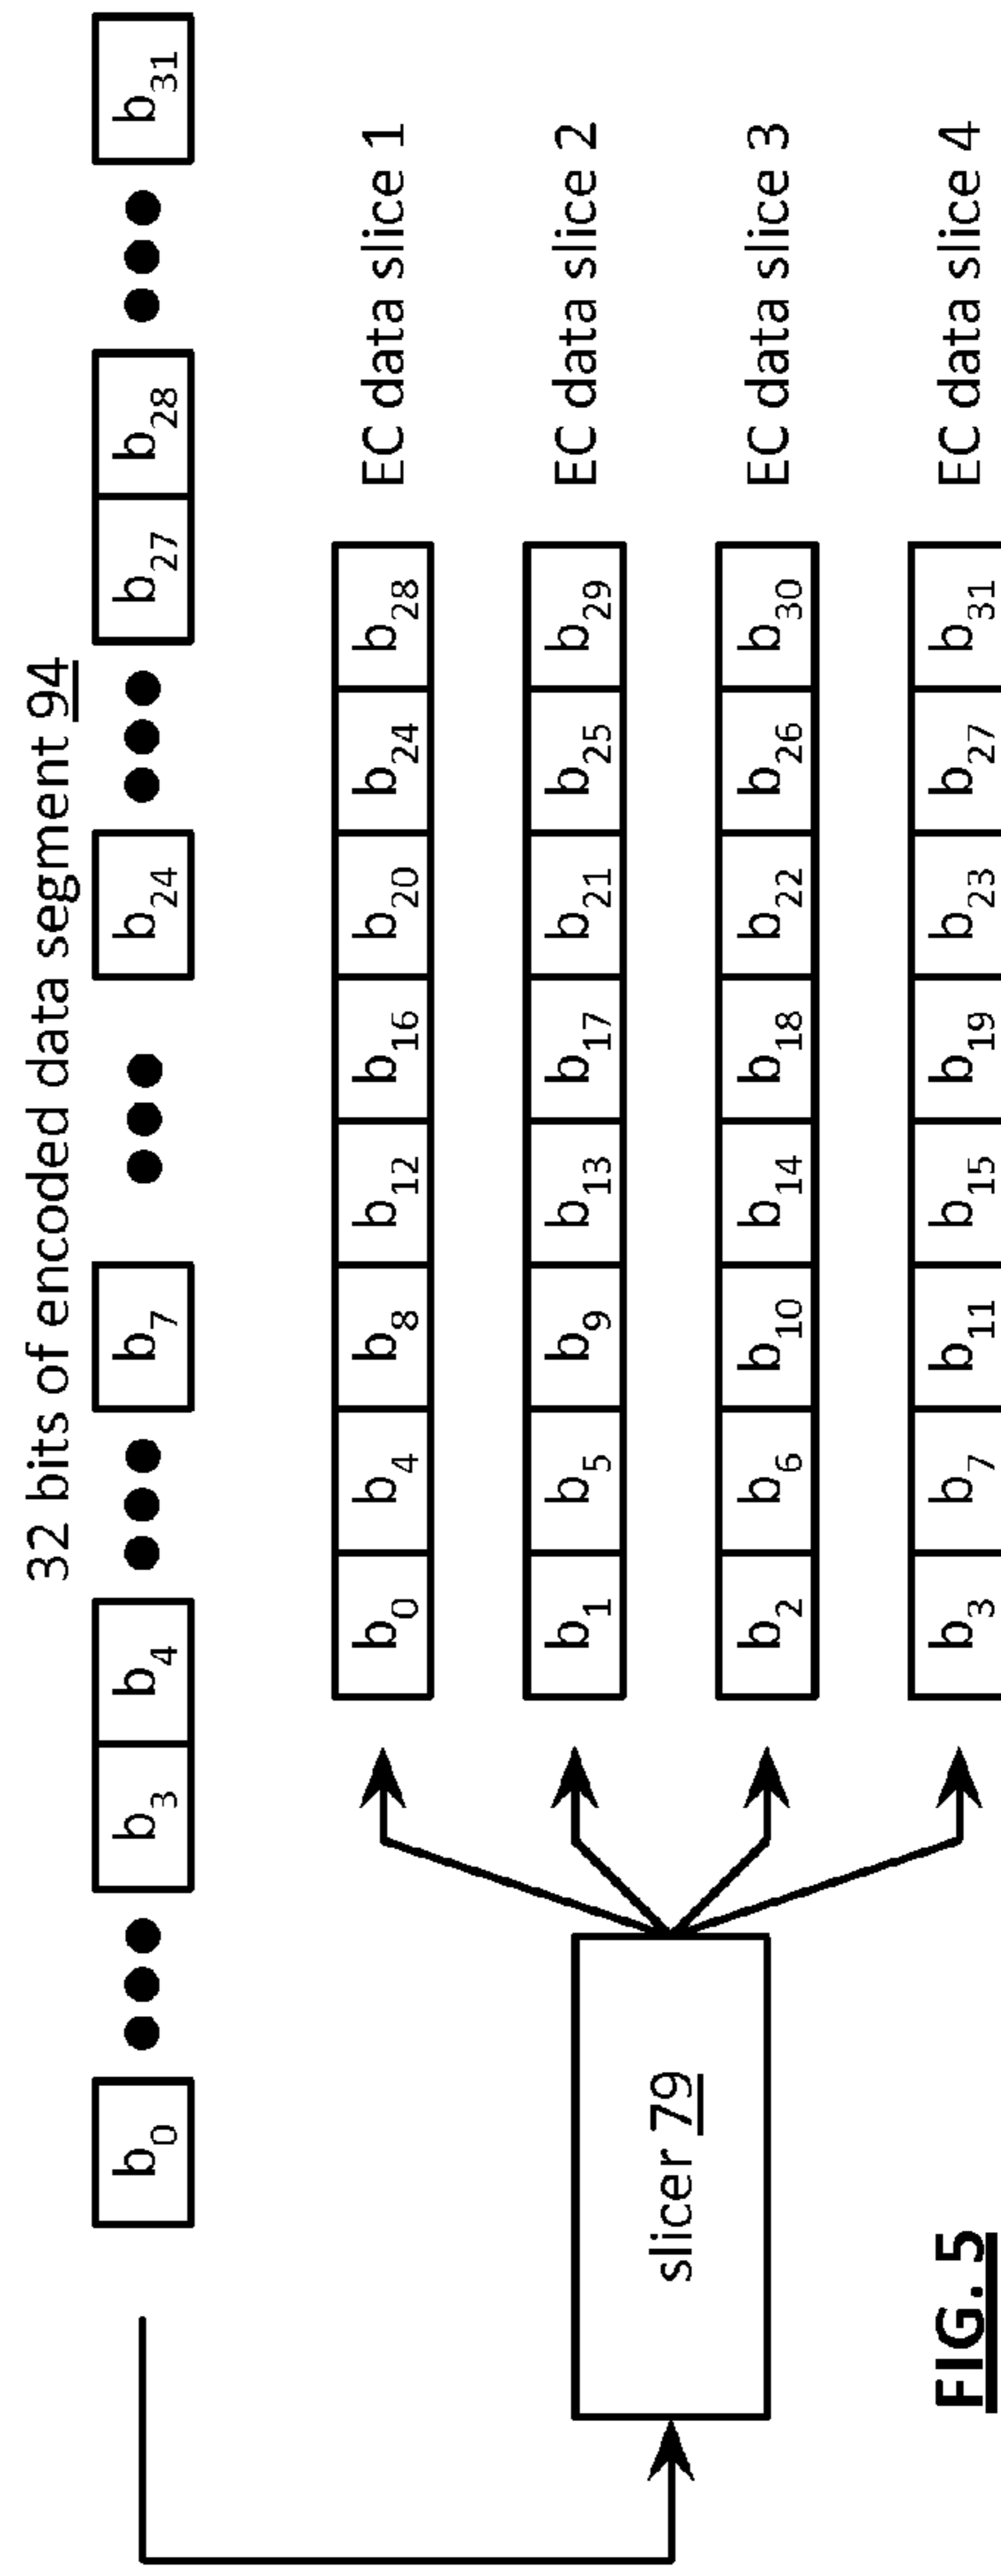 32 bits of encoded data segment 94
b0 ••• b3 b4 ••• b7 ••• b24 ••• b27 b28 ••• b31
b0 b4 b8 b12 b16 b20 b24 b28 EC data slice 1
b1 b5 b9 b13 b17 b21 b25 b29 EC data slice 2
slicer 79
b2 b6 b10 b14 b18 b22 b26 b30 EC data slice 3
b3 b7 b11 b15 b19 b23 b27 b31 EC data slice 4
FIG. 5